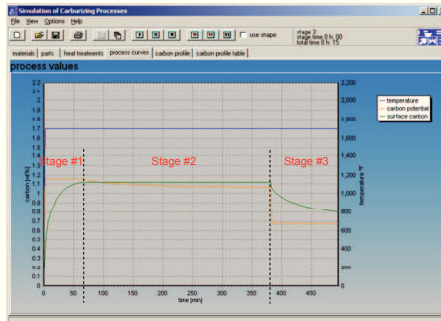 Simulation of Carburizing Processes
File View Options Help
use shape
stage 3
stage time 0 h: 00
total time 8 h: 15
materials parts heat treatments process curves carbon profile carbon profile table
process values
2.2 2,200
2 2,000
1.9
1.8 1,800
1.7
1.6 1,600
1.5
1.4 1,400
1.3
1.2 1,200
1.1
1 1,000
0.9
0.8 800
0.7
0.6 600
0.5
0.4 400
0.3
0.2 200
0.1
0 0
carbon [wt%]
temperature °F
Stage #1 Stage #2 Stage #3
0 50 100 150 200 250 300 350 400 450
time [min]
temperature
carbon potential
surface carbon